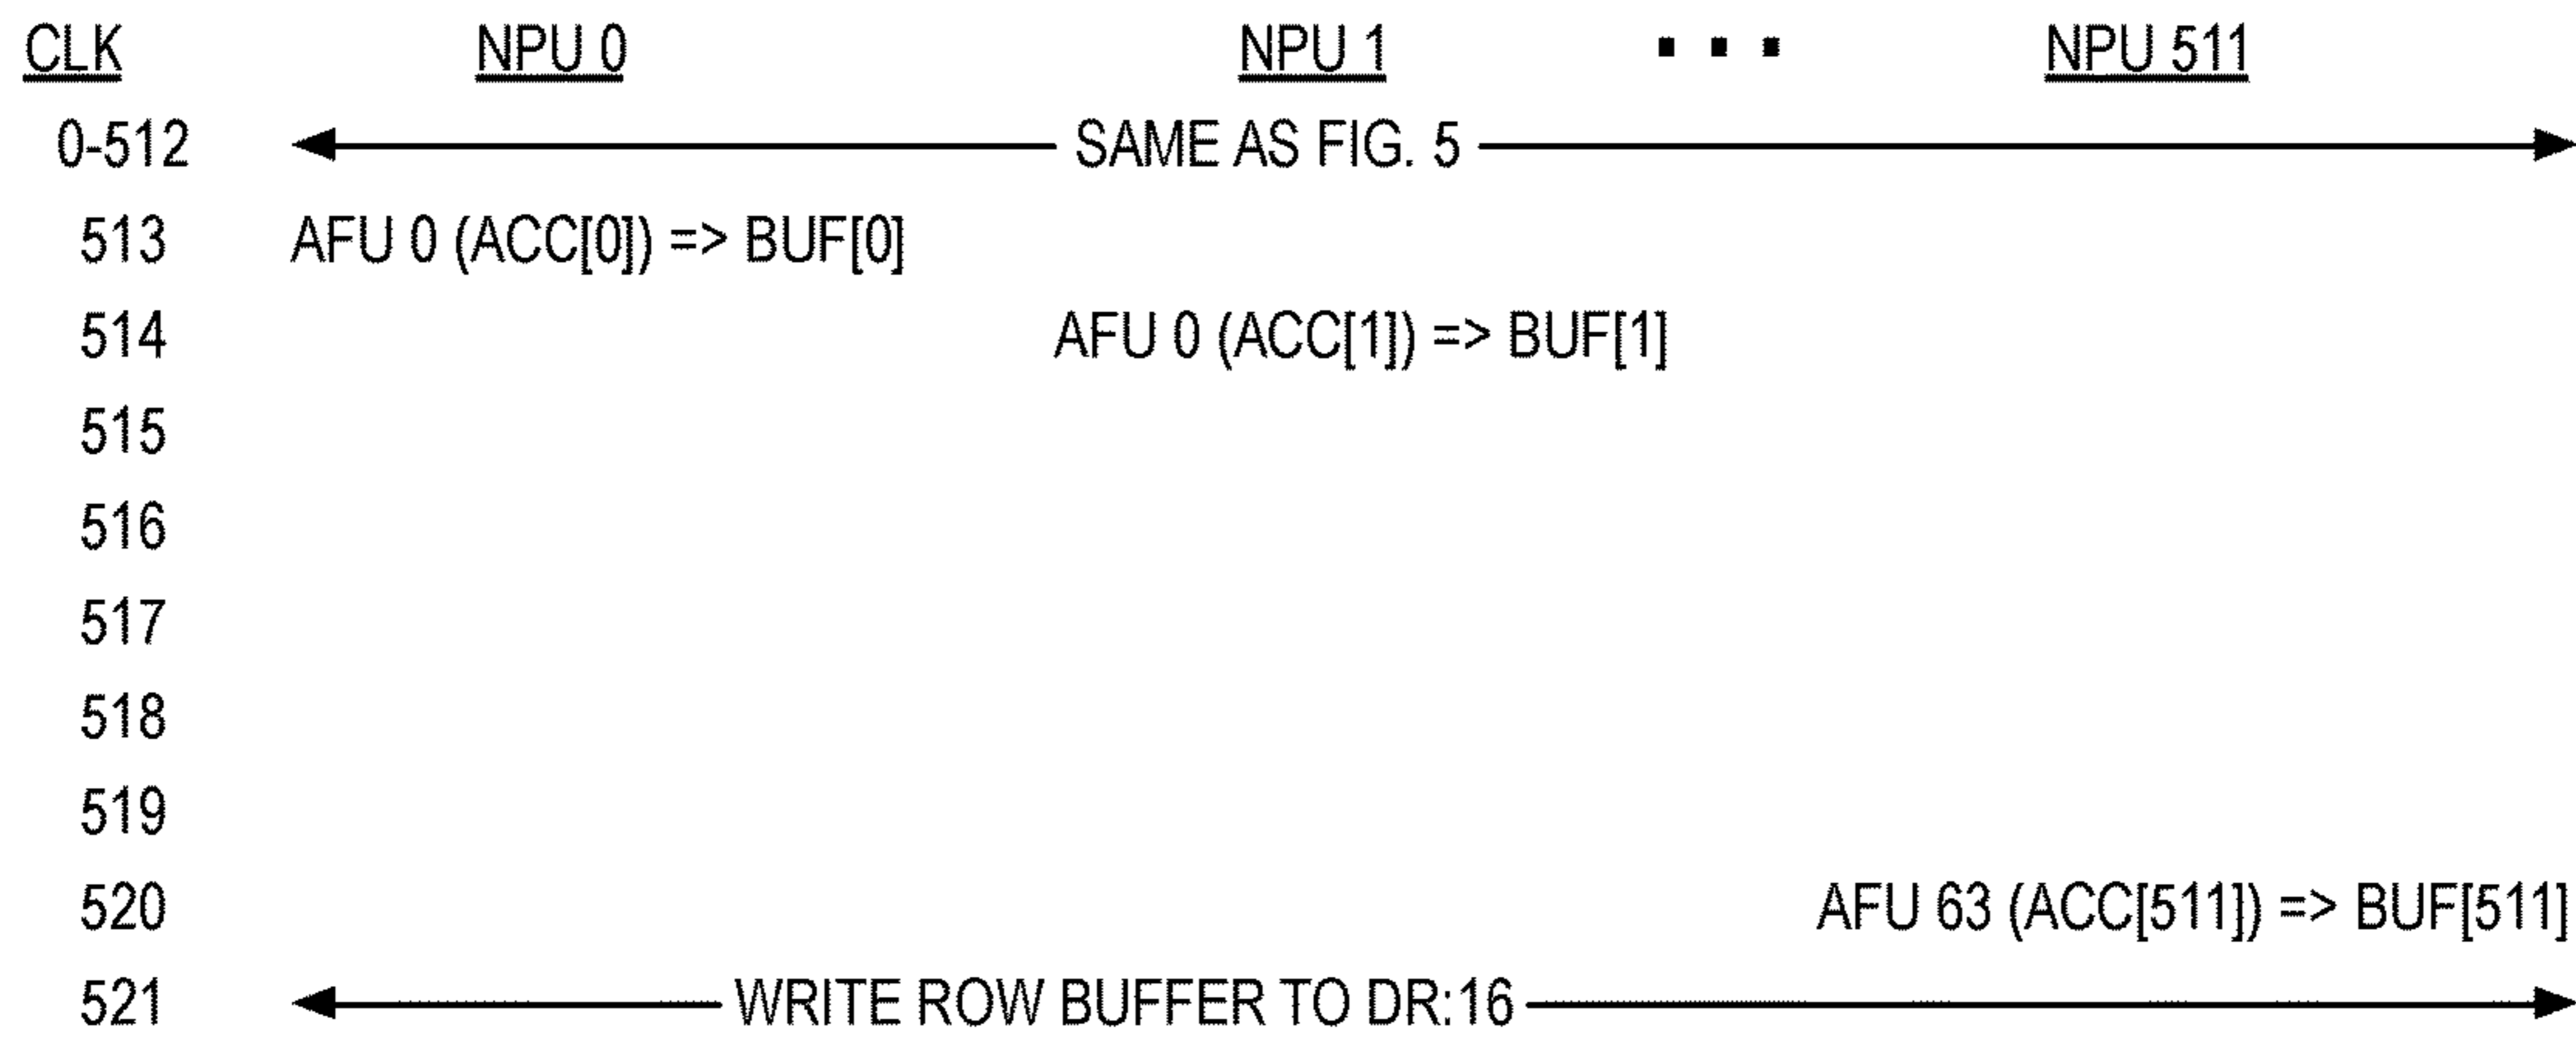 CLK NPU 0 NPU 1 ... NPU 511
0-512 SAME AS FIG. 5
513 AFU 0 (ACC[0]) => BUF[0]
514 AFU 0 (ACC[1]) => BUF[1]
515
516
517
518
519
520 AFU 63 (ACC[511]) => BUF[511]
521 WRITE ROW BUFFER TO DR:16